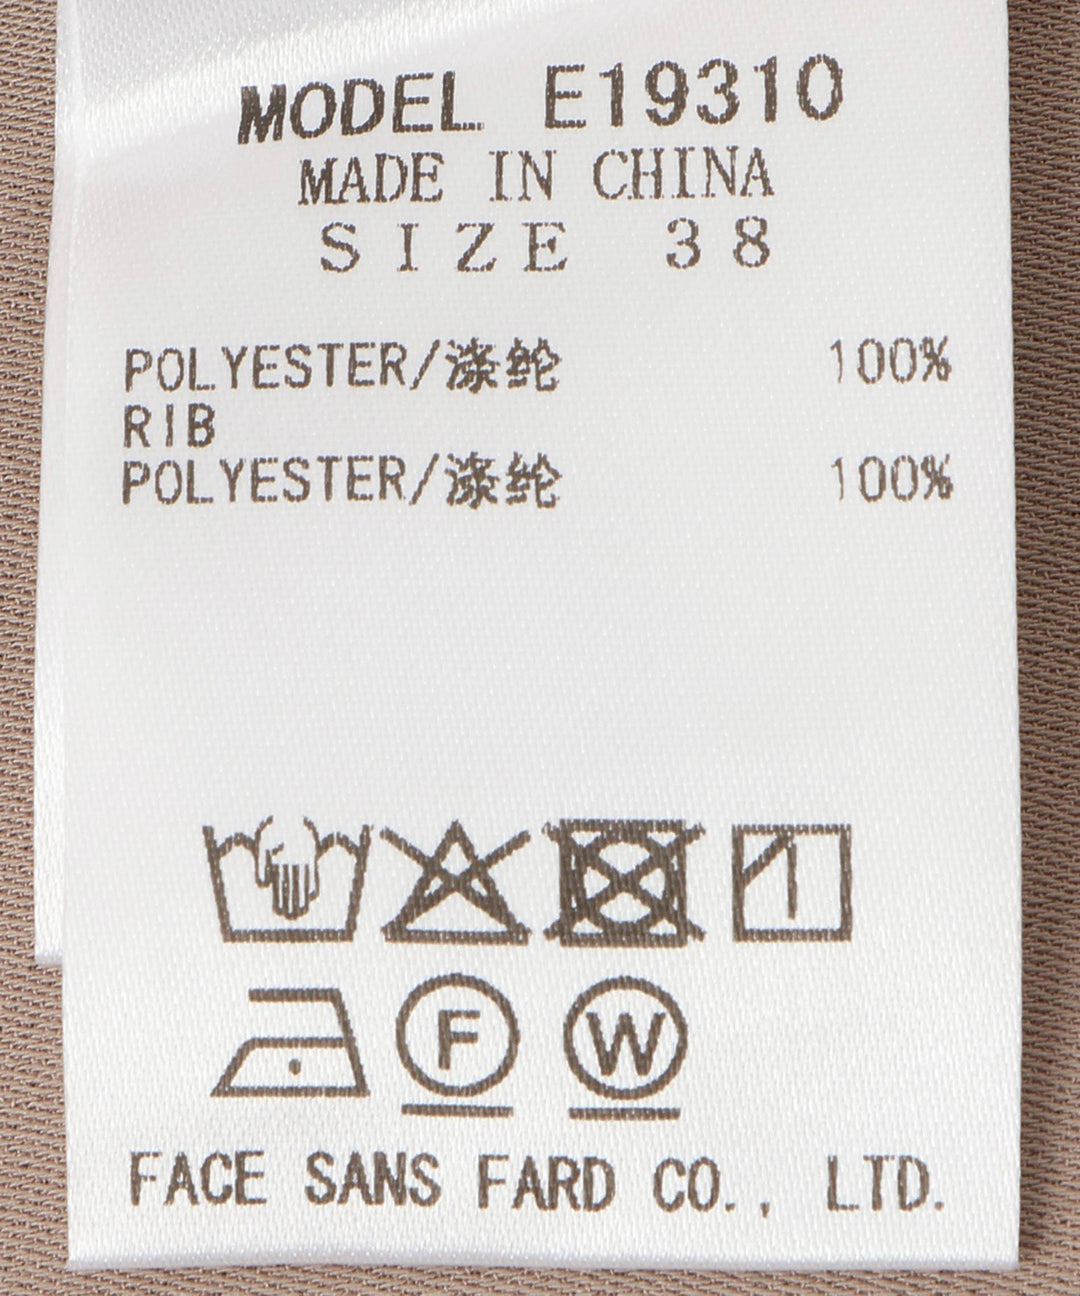 MODEL E19310
MADE IN CHINA
SIZE 38
POLYESTER/涤纶 100%
RIB
POLYESTER/涤纶 100%
F W
FACE SANS FARD CO., LTD.